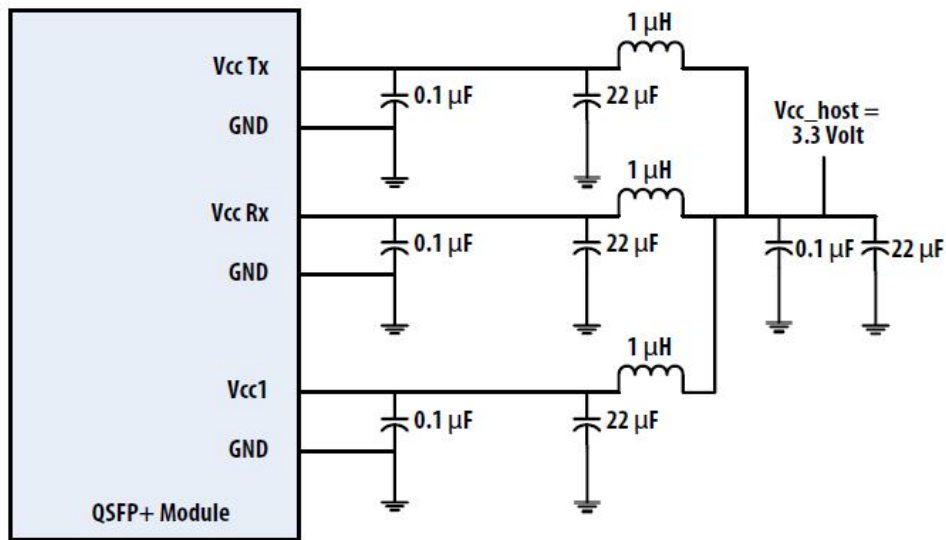 1 μH
Vcc Tx
0.1 μF
22 μF
GND
Vcc_host =
3.3 Volt
1 μH
Vcc Rx
0.1 μF
22 μF
0.1 μF
22 μF
GND
1 μH
Vcc1
0.1 μF
22 μF
GND
QSFP+ Module